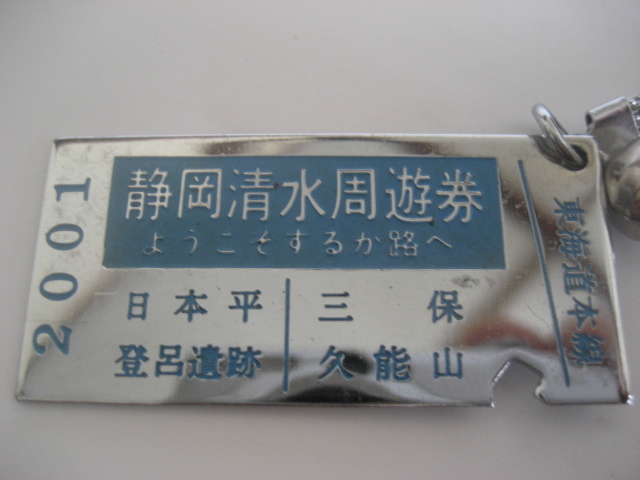 2001
静岡清水周遊券
ようこそするが路へ
日本平
登呂遺跡
三保
久能山
東海道本線